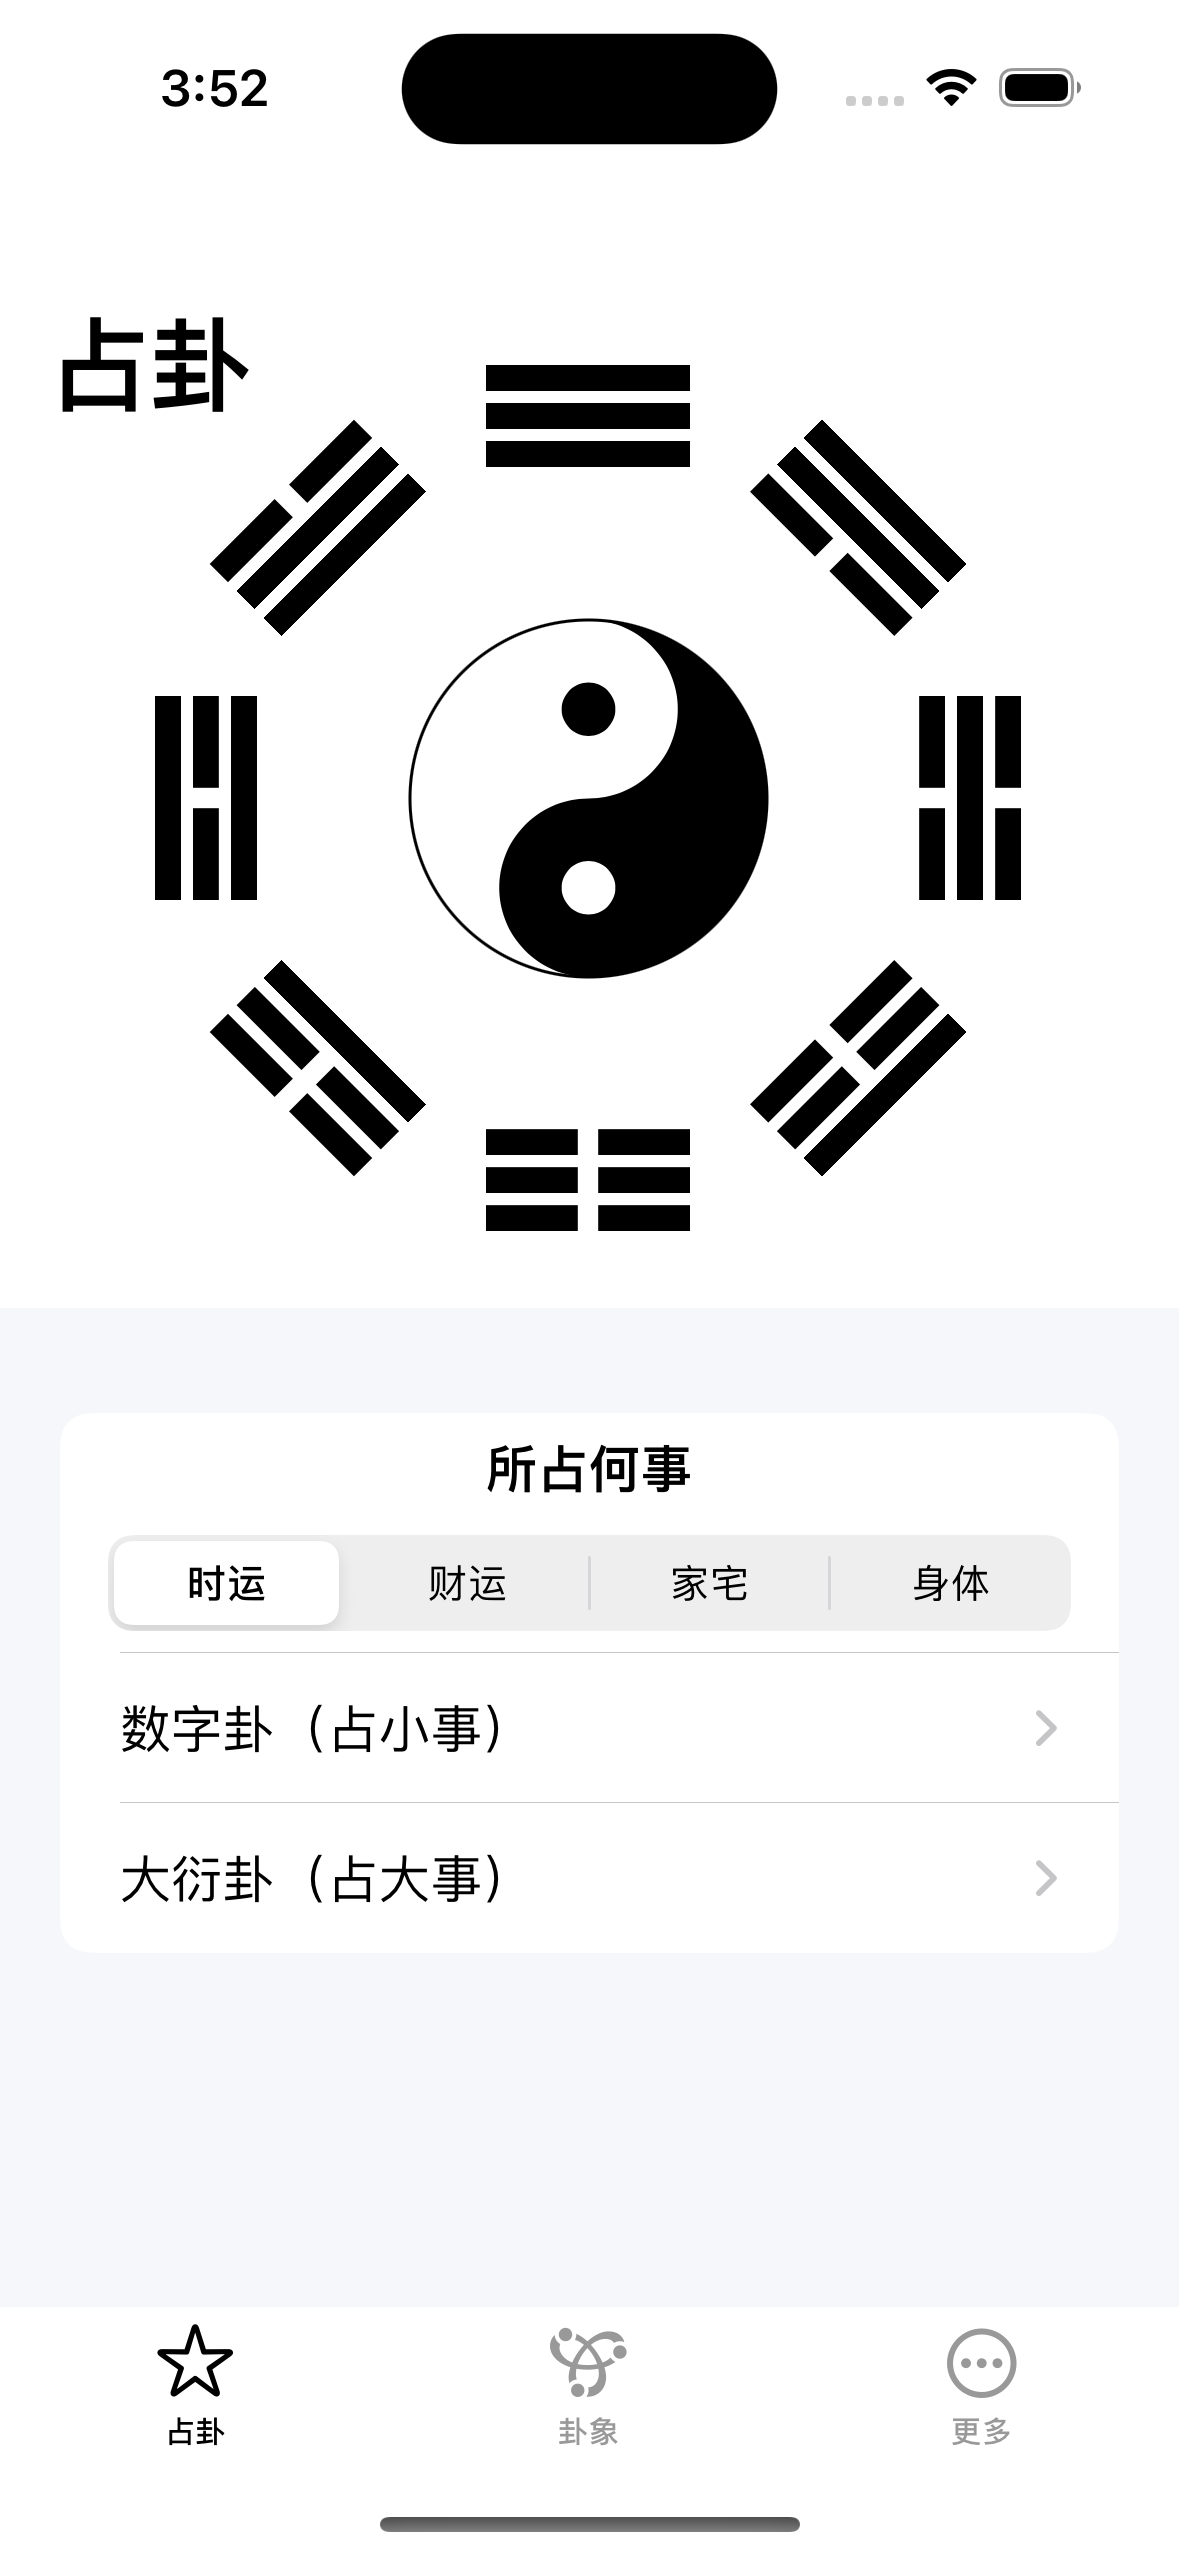 3:52
占卦
所占何事
时运 财运 家宅 身体
数字卦（占小事）
大衍卦（占大事）
占卦 卦象 更多